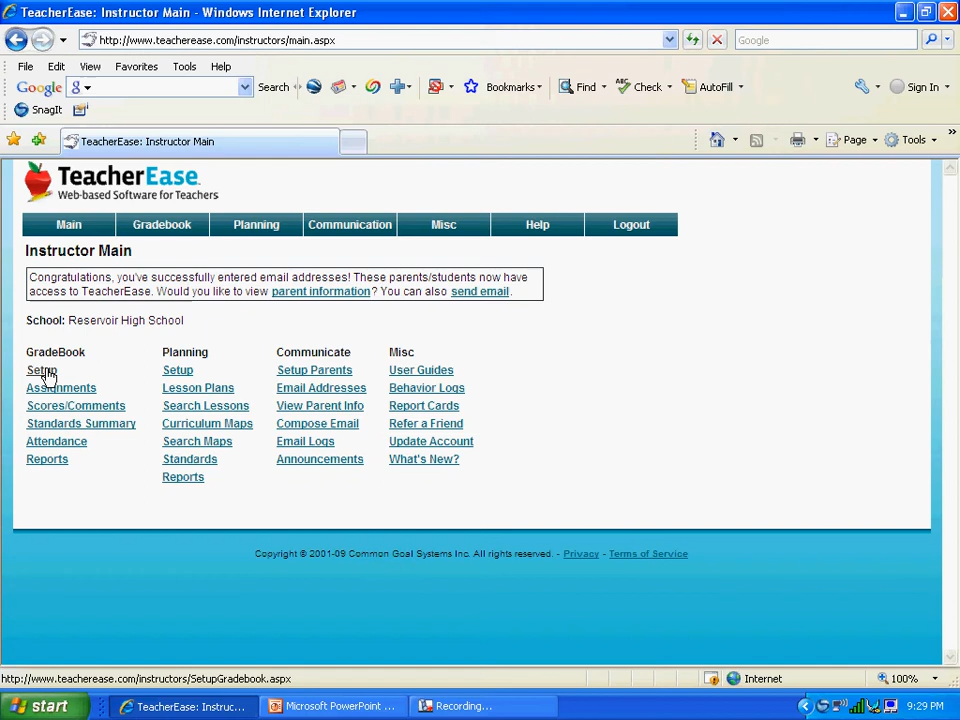 TeacherEase: Instructor Main - Windows Internet Explorer
http://www.teacherease.com/instructors/main.aspx
Google
File Edit View Favorites Tools Help
Google Search Bookmarks Find Check AutoFill Sign In
SnagIt
TeacherEase: Instructor Main
Page Tools
TeacherEase
Web-based Software for Teachers
Main Gradebook Planning Communication Misc Help Logout
Instructor Main
Congratulations, you've successfully entered email addresses! These parents/students now have
access to TeacherEase. Would you like to view parent information? You can also send email.
School: Reservoir High School
GradeBook Planning Communicate Misc
Setup Setup Setup Parents User Guides
Assignments Lesson Plans Email Addresses Behavior Logs
Scores/Comments Search Lessons View Parent Info Report Cards
Standards Summary Curriculum Maps Compose Email Refer a Friend
Attendance Search Maps Email Logs Update Account
Reports Standards Announcements What's New?
Reports
Copyright © 2001-09 Common Goal Systems Inc. All rights reserved. - Privacy - Terms of Service
http://www.teacherease.com/instructors/SetupGradebook.aspx Internet 100%
start TeacherEase: Instruc... Microsoft PowerPoint ... Recording... 9:29 PM